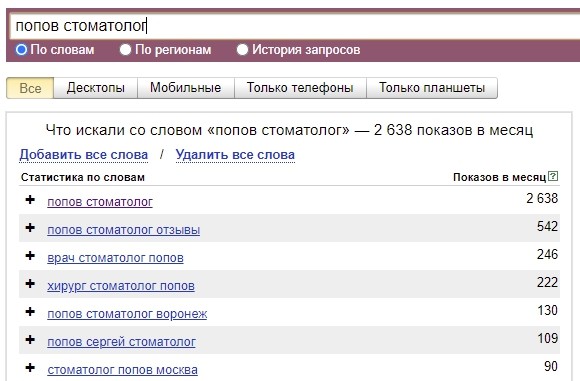 попов стоматолог
По словам По регионам История запросов
Все Десктопы Мобильные Только телефоны Только планшеты
Что искали со словом «попов стоматолог» — 2 638 показов в месяц
Добавить все слова / Удалить все слова
Статистика по словам Показов в месяц ?
+ попов стоматолог 2 638
+ попов стоматолог отзывы 542
+ врач стоматолог попов 246
+ хирург стоматолог попов 222
+ попов стоматолог воронеж 130
+ попов сергей стоматолог 109
+ стоматолог попов москва 90